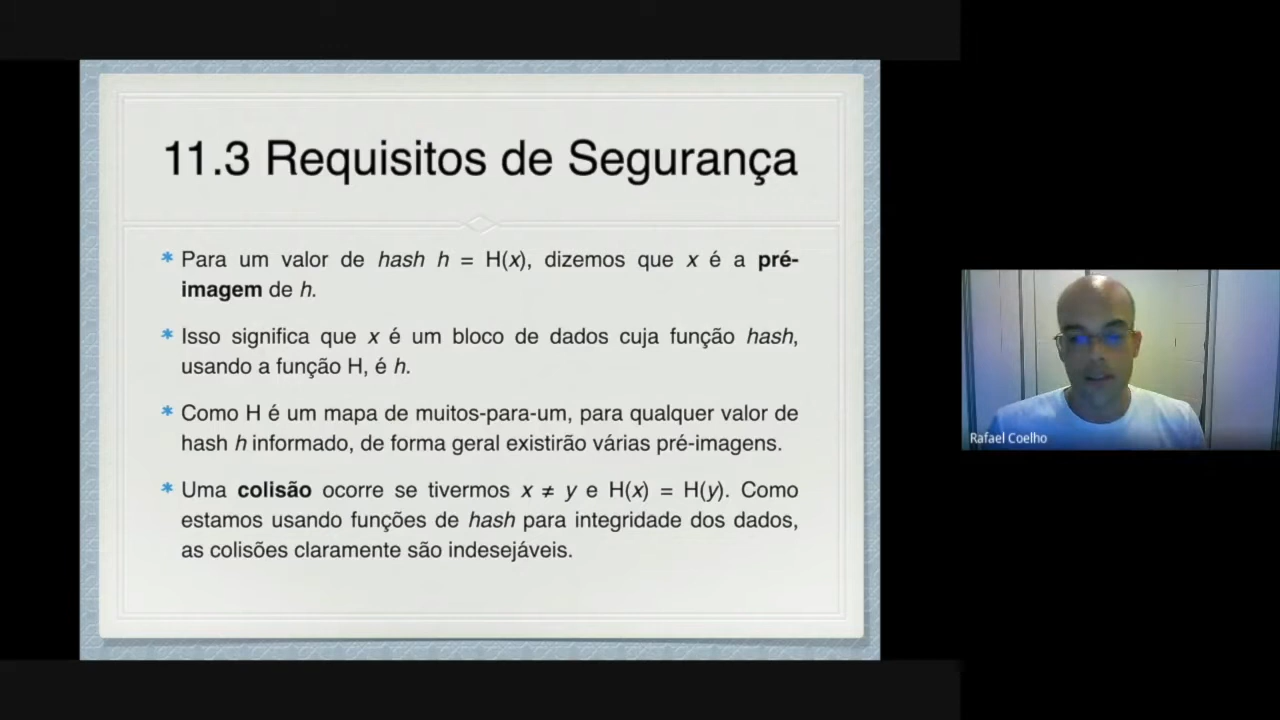 11.3 Requisitos de Segurança
* Para um valor de hash h = H(x), dizemos que x é a pré-
imagem de h.
* Isso significa que x é um bloco de dados cuja função hash,
usando a função H, é h.
* Como H é um mapa de muitos-para-um, para qualquer valor de
hash h informado, de forma geral existirão várias pré-imagens.
* Uma colisão ocorre se tivermos x ≠ y e H(x) = H(y). Como
estamos usando funções de hash para integridade dos dados,
as colisões claramente são indesejáveis.
Rafael Coelho